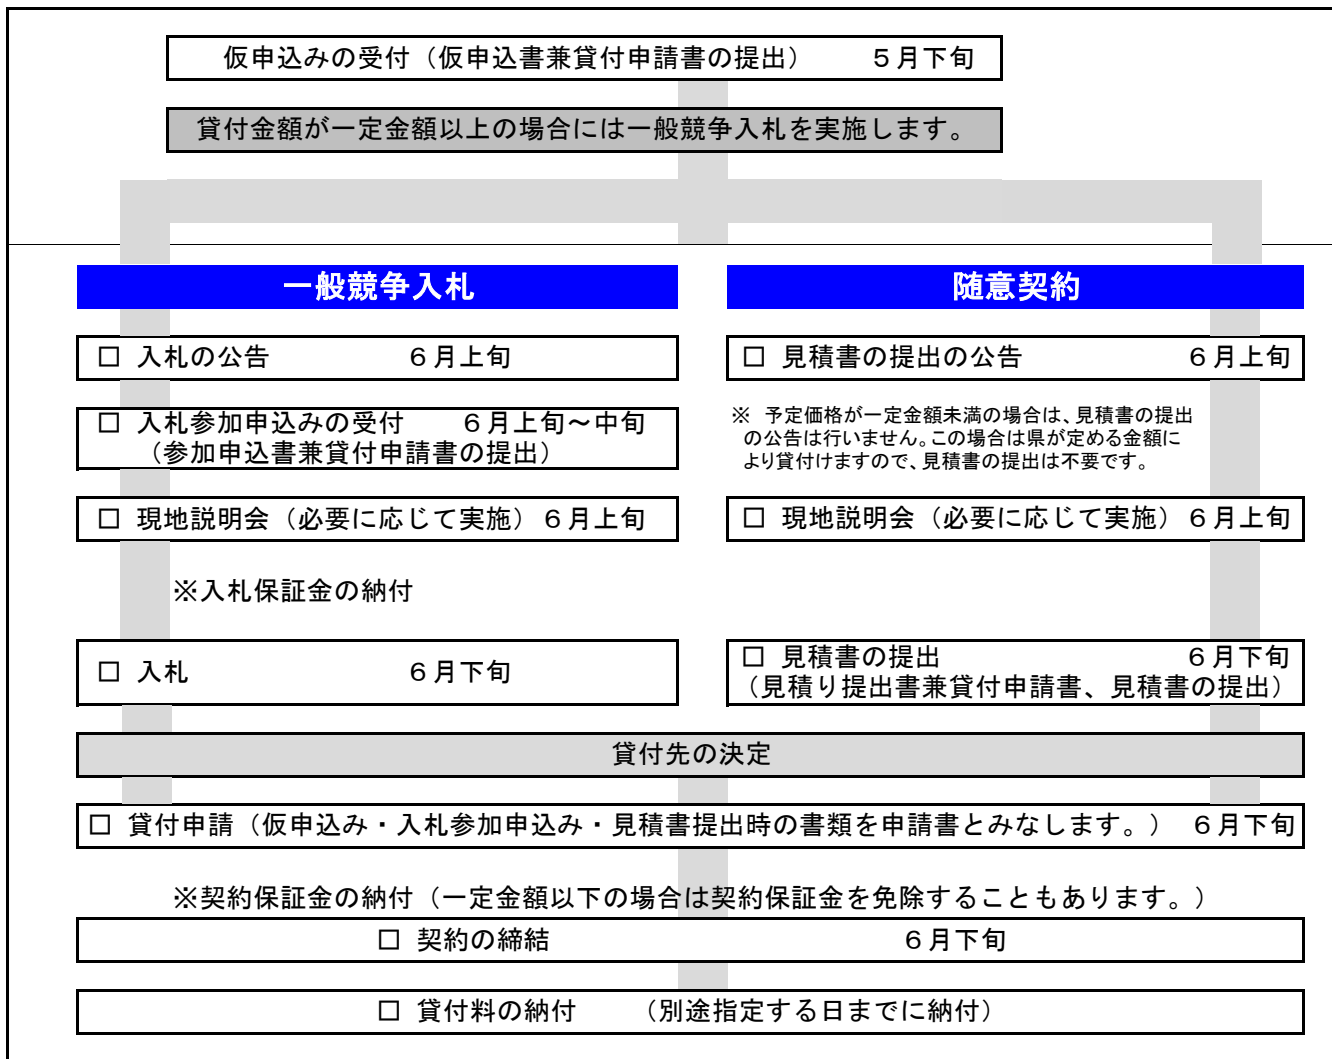 仮申込みの受付（仮申込書兼貸付申請書の提出）　　５月下旬
貸付金額が一定金額以上の場合には一般競争入札を実施します。
一般競争入札
□ 入札の公告　　　　　６月上旬
□ 入札参加申込みの受付　　６月上旬～中旬
（参加申込書兼貸付申請書の提出）
□ 現地説明会（必要に応じて実施）６月上旬
※入札保証金の納付
□ 入札　　　　　　　　６月下旬
随意契約
□ 見積書の提出の公告　　　　　　６月上旬
※　予定価格が一定金額未満の場合は、見積書の提出
の公告は行いません。この場合は県が定める金額に
より貸付けますので、見積書の提出は不要です。
□ 現地説明会（必要に応じて実施）６月上旬
□ 見積書の提出　　　　　　　　　６月下旬
（見積り提出書兼貸付申請書、見積書の提出）
貸付先の決定
□ 貸付申請（仮申込み・入札参加申込み・見積書提出時の書類を申請書とみなします。）　６月下旬
※契約保証金の納付（一定金額以下の場合は契約保証金を免除することもあります。）
□ 契約の締結　　　　　　　　　　　　　６月下旬
□ 貸付料の納付　　（別途指定する日までに納付）